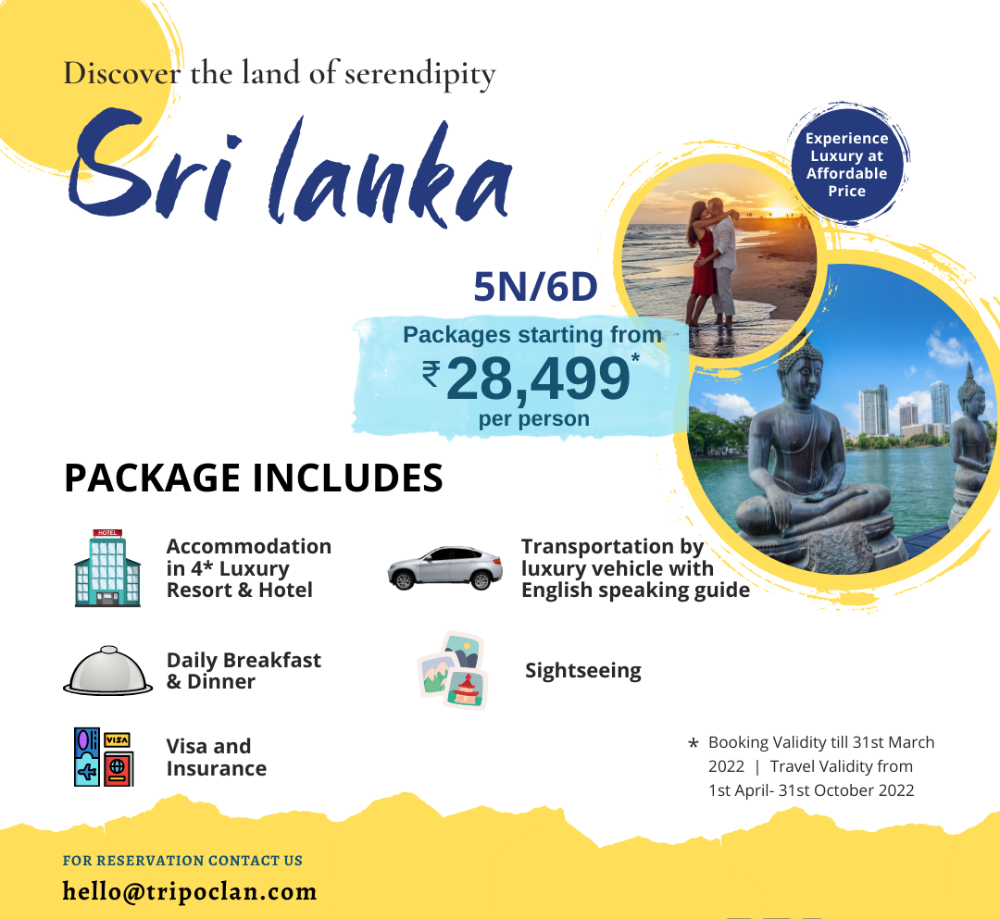 Discover the land of serendipity
Sri lanka
Experience
Luxury at
Affordable
Price
5N/6D
Packages starting from
₹28,499*
per person
PACKAGE INCLUDES
HOTEL
Accommodation
in 4* Luxury
Resort & Hotel
Transportation by
luxury vehicle with
English speaking guide
Daily Breakfast
& Dinner
Sightseeing
VISA
Visa and
Insurance
* Booking Validity till 31st March
2022 | Travel Validity from
1st April- 31st October 2022
FOR RESERVATION CONTACT US
hello@tripoclan.com